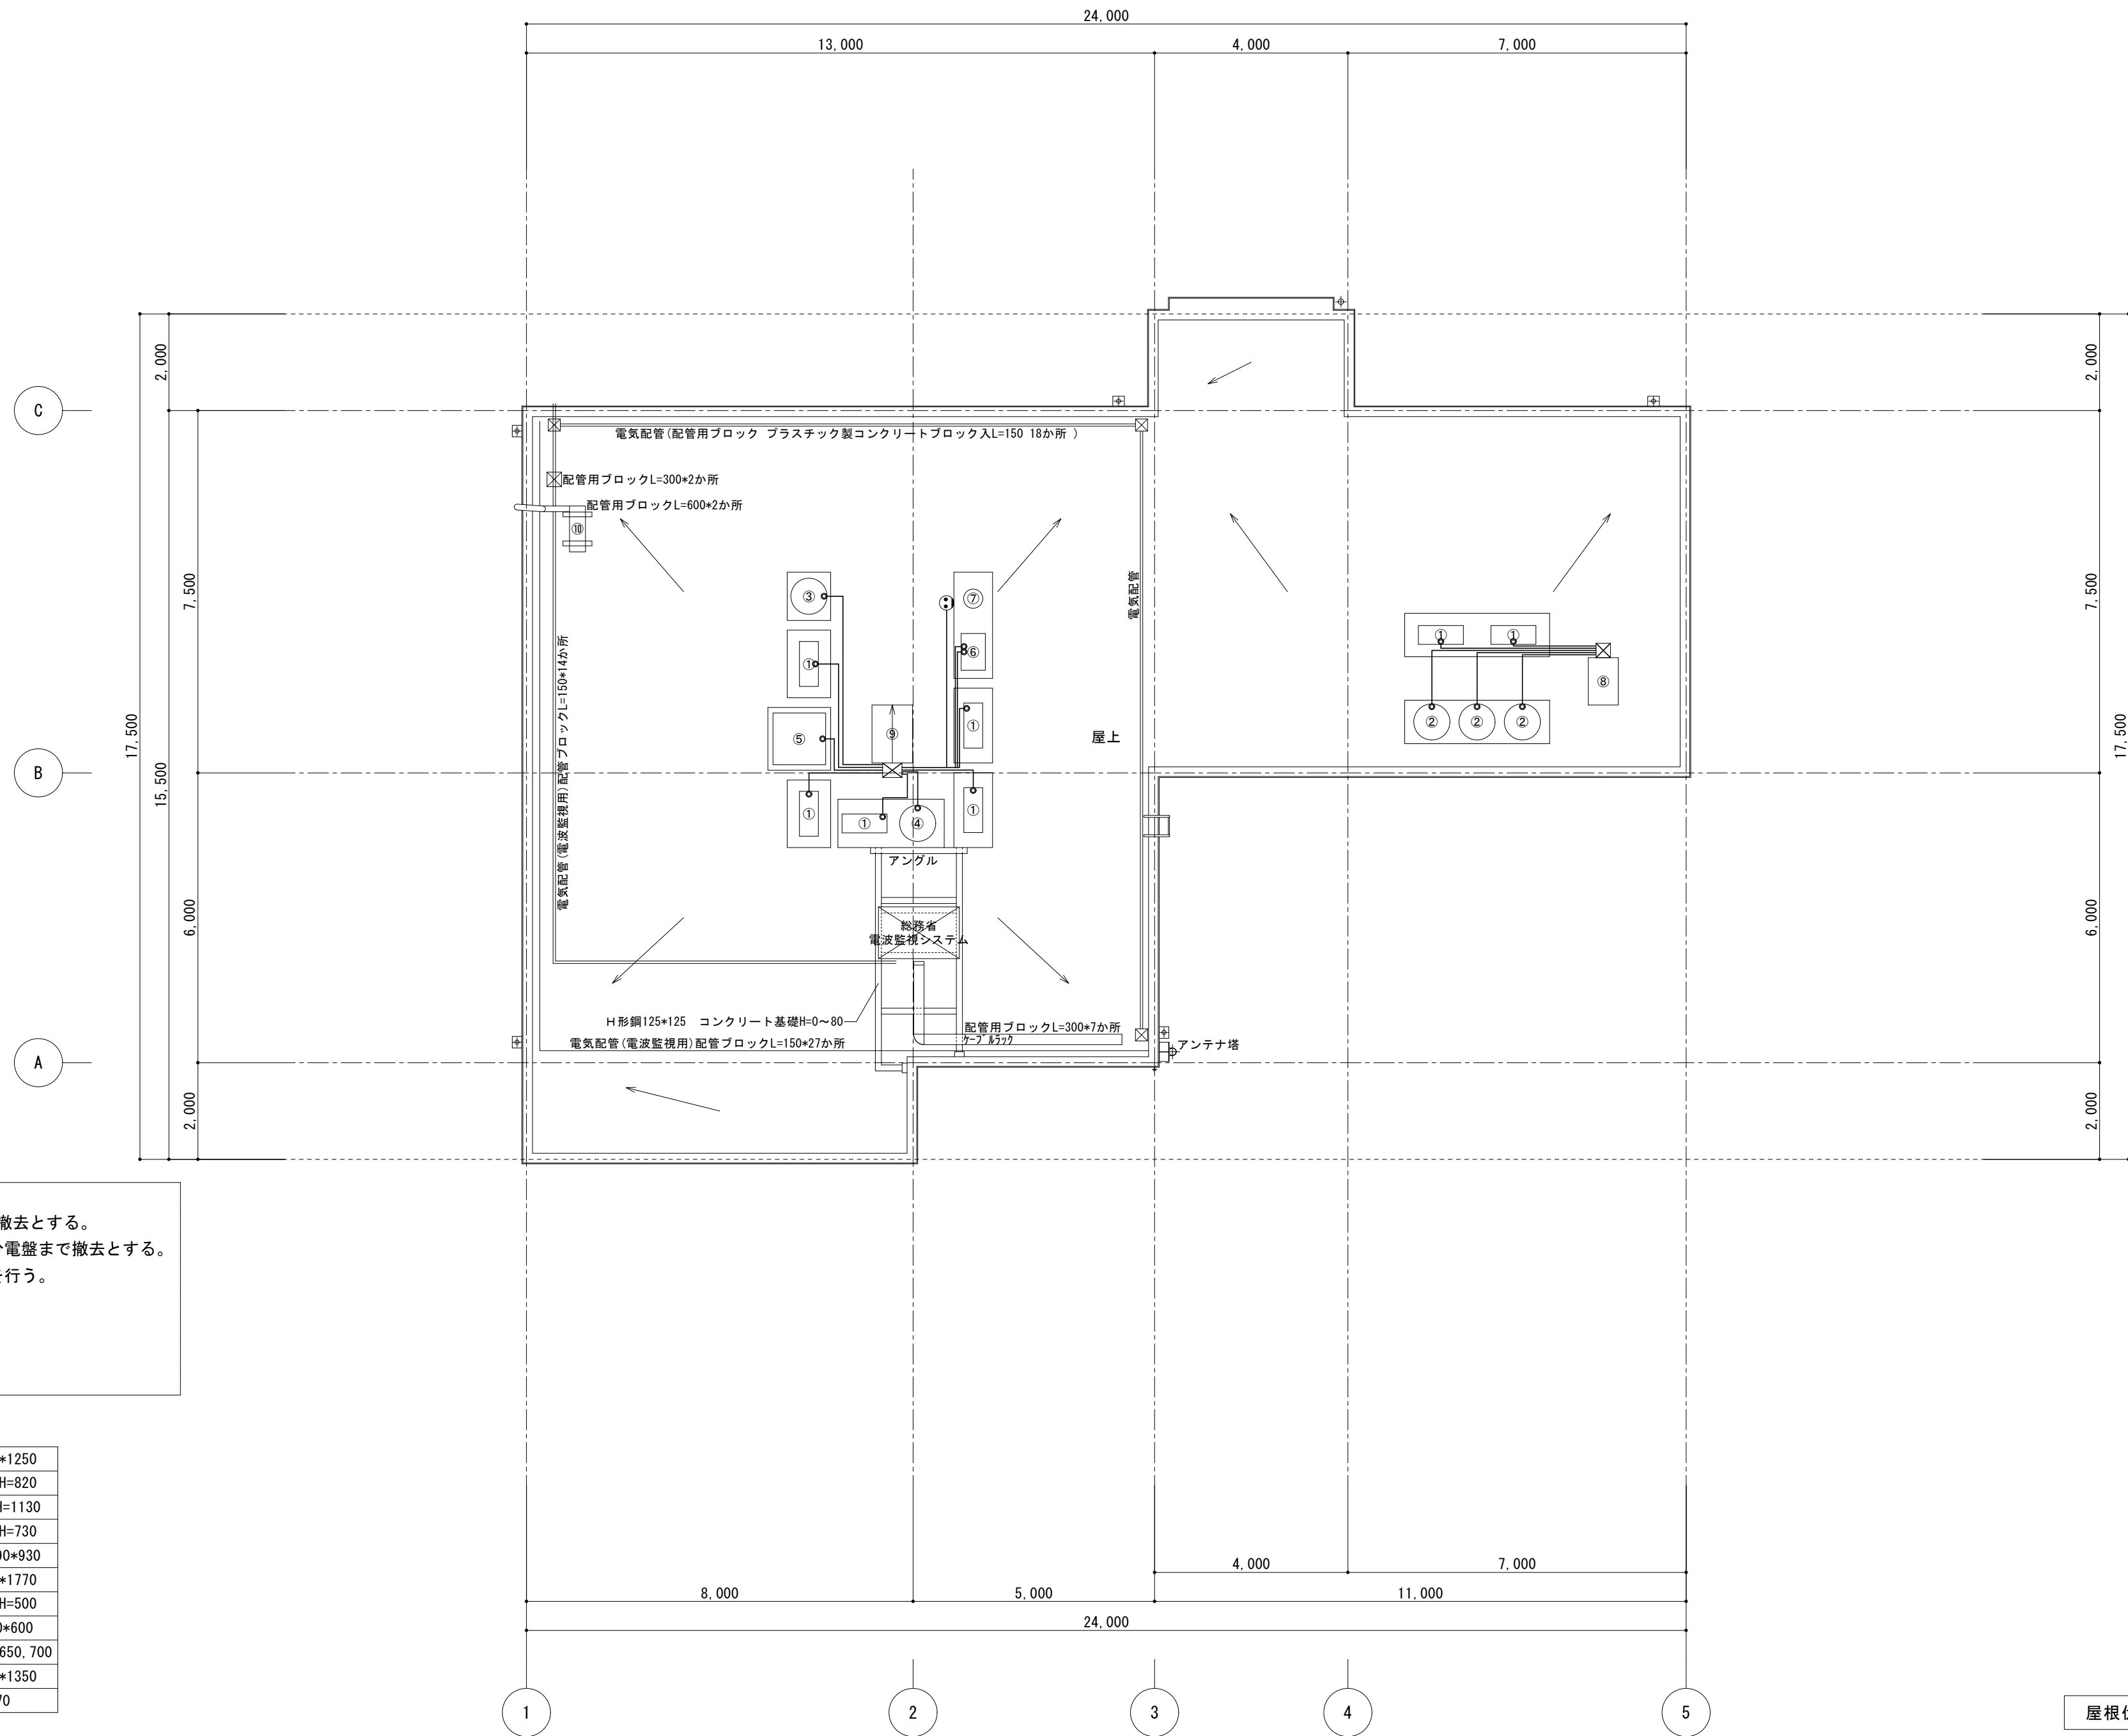 24,000
13,000
4,000
7,000
2,000
C
電気配管(配管用ブロック プラスチック製コンクリートブロック入L=150 18か所 )
配管用ブロックL=300*2か所
配管用ブロックL=600*2か所
⑩
7,500
17,500
15,500
電気配管(電波監視用)配管ブロックL=150*14か所
③
①
⑤
①
⑦
⑥
①
⑨
①
④
①
電気配管
屋上
①
①
⑧
②
②
②
B
アングル
総務省
電波監視システム
6,000
H形鋼125*125 コンクリート基礎H=0~80
配管用ブロックL=300*7か所
ケーブルラック
電気配管(電波監視用)配管ブロックL=150*27か所
アンテナ塔
A
2,000
2,000
7,500
17,500
6,000
2,000
撤去とする。
電盤まで撤去とする。
を行う。
*1250
H=820
H=1130
H=730
*930
*1770
H=500
*600
650,700
*1350
4,000
7,000
8,000
5,000
11,000
24,000
1
2
3
4
5
屋根